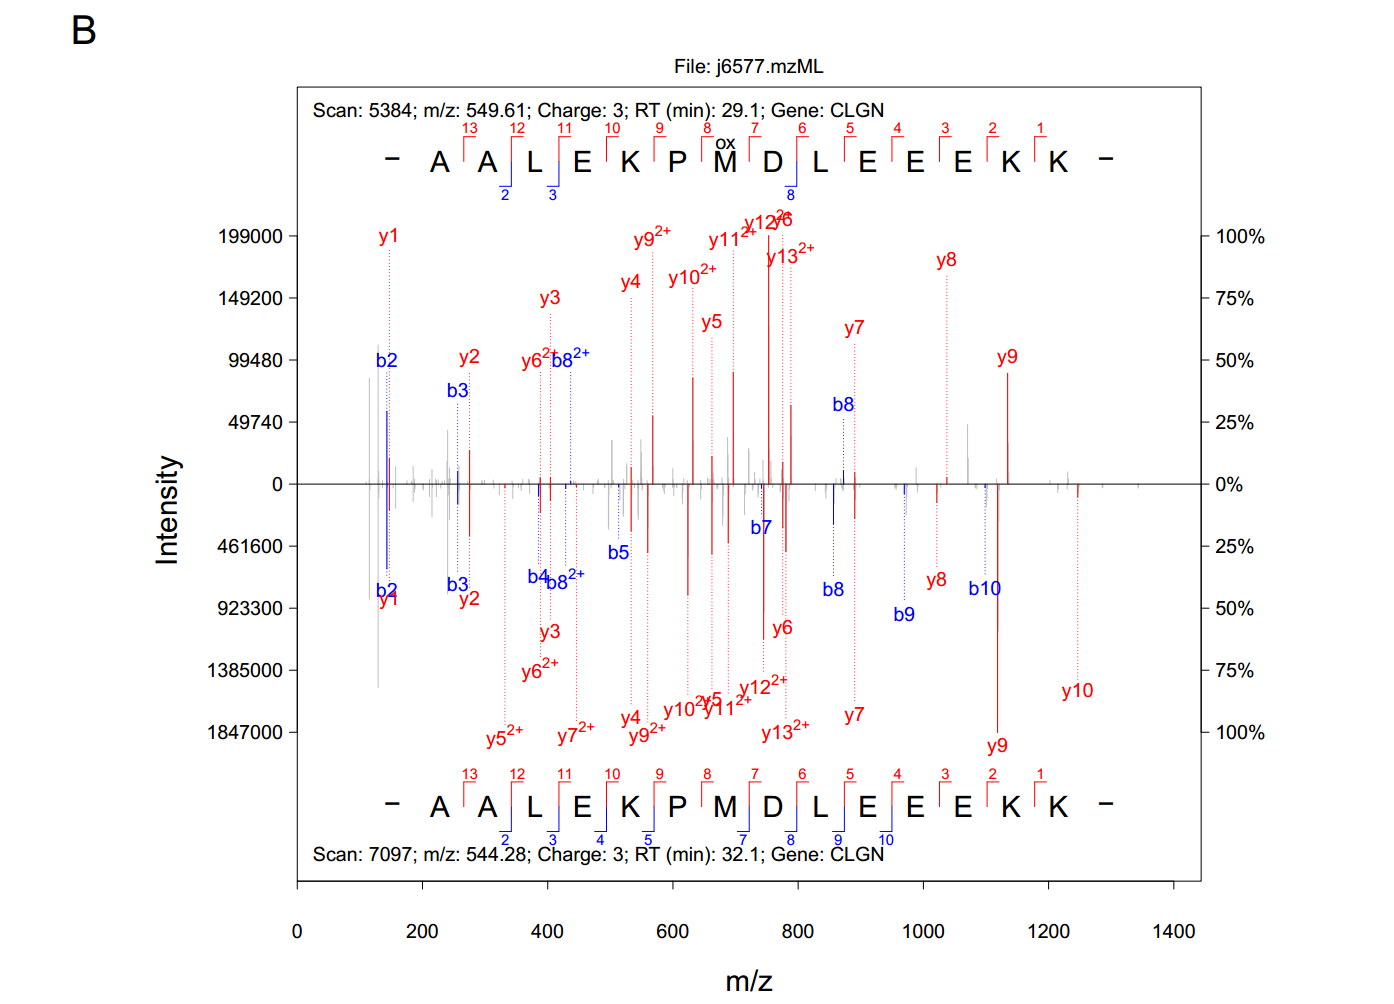 B
File: j6577.mzML
Scan: 5384; m/z: 549.61; Charge: 3; RT (min): 29.1; Gene: CLGN
13 12 11 10 9 8 7 6 5 4 3 2 1
ox
– A A L E K P M D L E E E K K –
2 3 8
y12²⁺ y6
199000 y1 y9²⁺ y11²⁺ 100%
y13²⁺ y8
y10²⁺ y4
149200 y3 75%
y5 y7
99480 b2 y2 y6²⁺ b8²⁺ y9 50%
b3 b8
49740 25%
0 0%
b7
461600 b5 25%
b2 b3 b4 b8²⁺ b8 y8 b10
923300 y1 y2 b9 50%
y3 y6
1385000 y6²⁺ y12²⁺ 75%
y10²⁺ y5 y11²⁺ y10
y4 y7
1847000 y5²⁺ y7²⁺ y9²⁺ y13²⁺ y9 100%
13 12 11 10 9 8 7 6 5 4 3 2 1
– A A L E K P M D L E E E K K –
2 3 4 5 7 8 9 10
Scan: 7097; m/z: 544.28; Charge: 3; RT (min): 32.1; Gene: CLGN
0 200 400 600 800 1000 1200 1400
m/z
Intensity